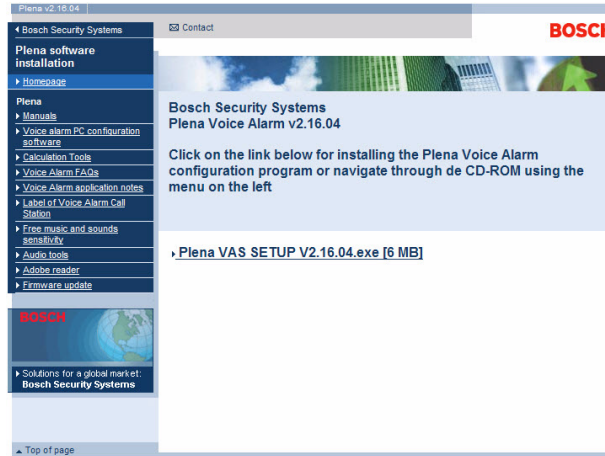 Plena v2.16.04
Bosch Security Systems
Contact
BOSCH
Plena software
installation
Homepage
Plena
Manuals
Voice alarm PC configuration
software
Calculation Tools
Voice Alarm FAQs
Voice Alarm application notes
Label of Voice Alarm Call
Station
Free music and sounds
sensitivity
Audio tools
Adobe reader
Firmware update
BOSCH
Solutions for a global market:
Bosch Security Systems
Top of page
Bosch Security Systems
Plena Voice Alarm v2.16.04
Click on the link below for installing the Plena Voice Alarm
configuration program or navigate through de CD-ROM using the
menu on the left
Plena VAS SETUP V2.16.04.exe [6 MB]